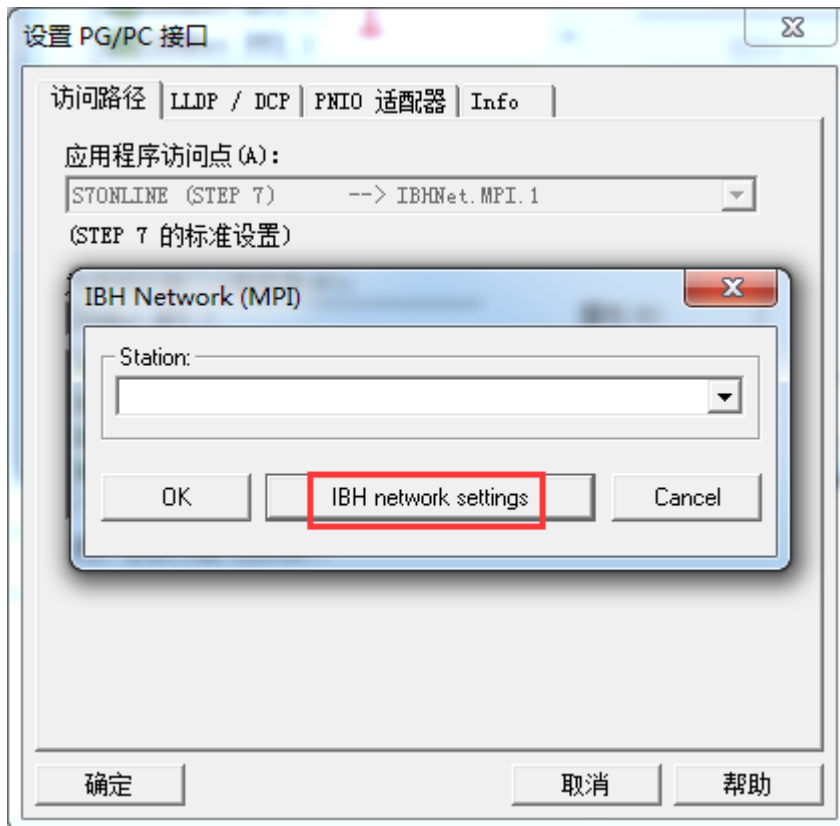 设置 PG/PC 接口
访问路径 LLDP / DCP PNIO 适配器 Info
应用程序访问点(A):
S7ONLINE (STEP 7) --> IBHNet.MPI.1
(STEP 7 的标准设置)
IBH Network (MPI)
Station:
OK IBH network settings Cancel
确定 取消 帮助